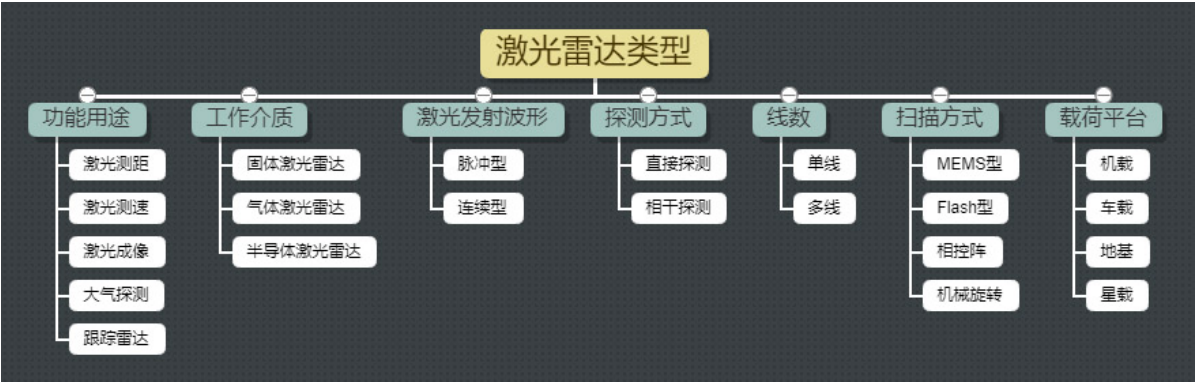 激光雷达类型
功能用途
激光测距
激光测速
激光成像
大气探测
跟踪雷达
工作介质
固体激光雷达
气体激光雷达
半导体激光雷达
激光发射波形
脉冲型
连续型
探测方式
直接探测
相干探测
线数
单线
多线
扫描方式
MEMS型
Flash型
相控阵
机械旋转
载荷平台
机载
车载
地基
星载